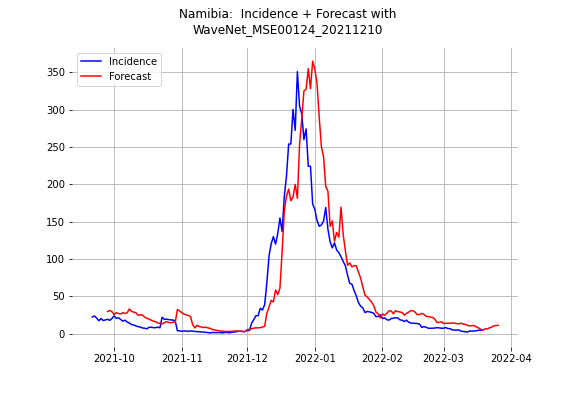 Namibia:  Incidence + Forecast with
WaveNet_MSE00124_20211210
Incidence
Forecast
350
300
250
200
150
100
50
0
2021-10 2021-11 2021-12 2022-01 2022-02 2022-03 2022-04